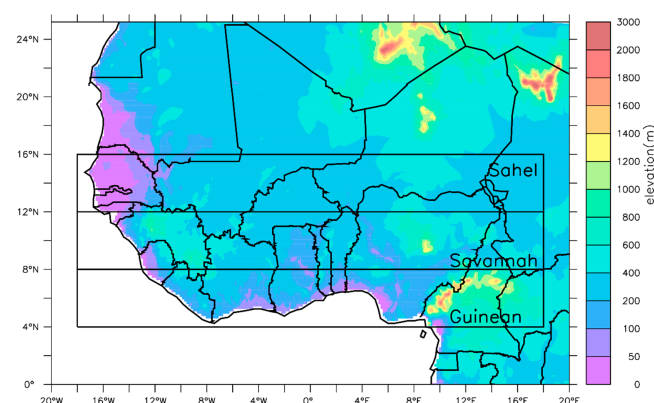 24°N
20°N
16°N
12°N
8°N
4°N
0°
20°W
16°W
12°W
8°W
4°W
0°
4°E
8°E
12°E
16°E
20°E
Sahel
Savannah
Guinean
3000
2000
1800
1600
1400
1200
1000
800
600
400
200
100
50
0
elevation(m)